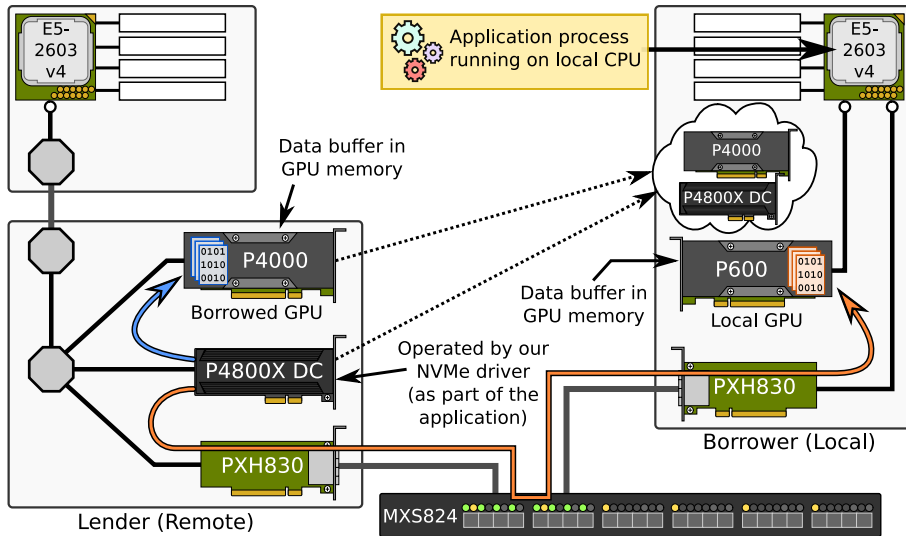 E5-
2603
v4
Application process
running on local CPU
E5-
2603
v4
Data buffer in
GPU memory
P4000
P4800X DC
0101
1010
0010
P4000
Borrowed GPU
P600
0101
1010
0010
Local GPU
Data buffer in
GPU memory
P4800X DC
Operated by our
NVMe driver
(as part of the
application)
PXH830
Borrower (Local)
PXH830
Lender (Remote)
MXS824